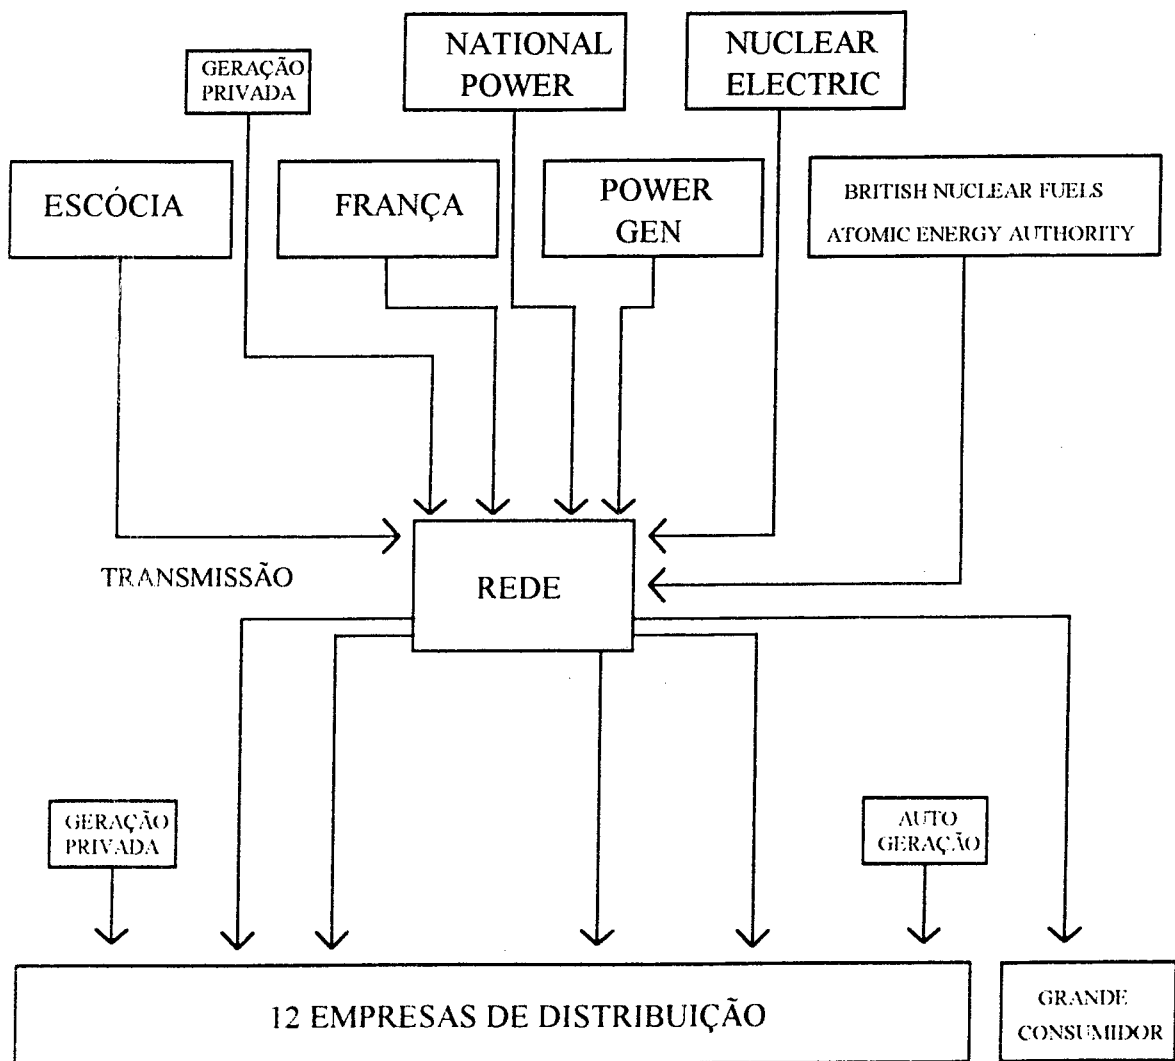 NATIONAL
POWER
NUCLEAR
ELECTRIC
GERAÇÃO
PRIVADA
ESCÓCIA
FRANÇA
POWER
GEN
BRITISH NUCLEAR FUELS
ATOMIC ENERGY AUTHORITY
TRANSMISSÃO
REDE
GERAÇÃO
PRIVADA
AUTO
GERAÇÃO
12 EMPRESAS DE DISTRIBUIÇÃO
GRANDE
CONSUMIDOR